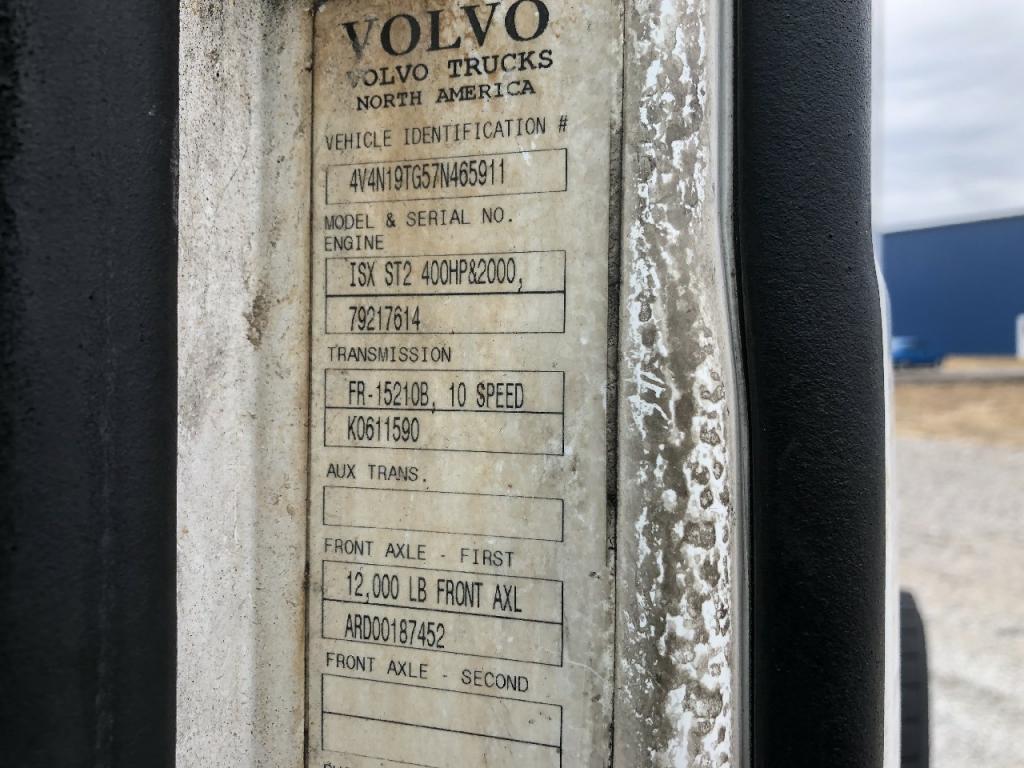 VOLVO
VOLVO TRUCKS
NORTH AMERICA
VEHICLE IDENTIFICATION #
4V4N19TG57N465911
MODEL & SERIAL NO.
ENGINE
ISX ST2 400HP&2000,
79217614
TRANSMISSION
FR-15210B, 10 SPEED
K0611590
AUX TRANS.
FRONT AXLE - FIRST
12,000 LB FRONT AXL
ARD00187452
FRONT AXLE - SECOND